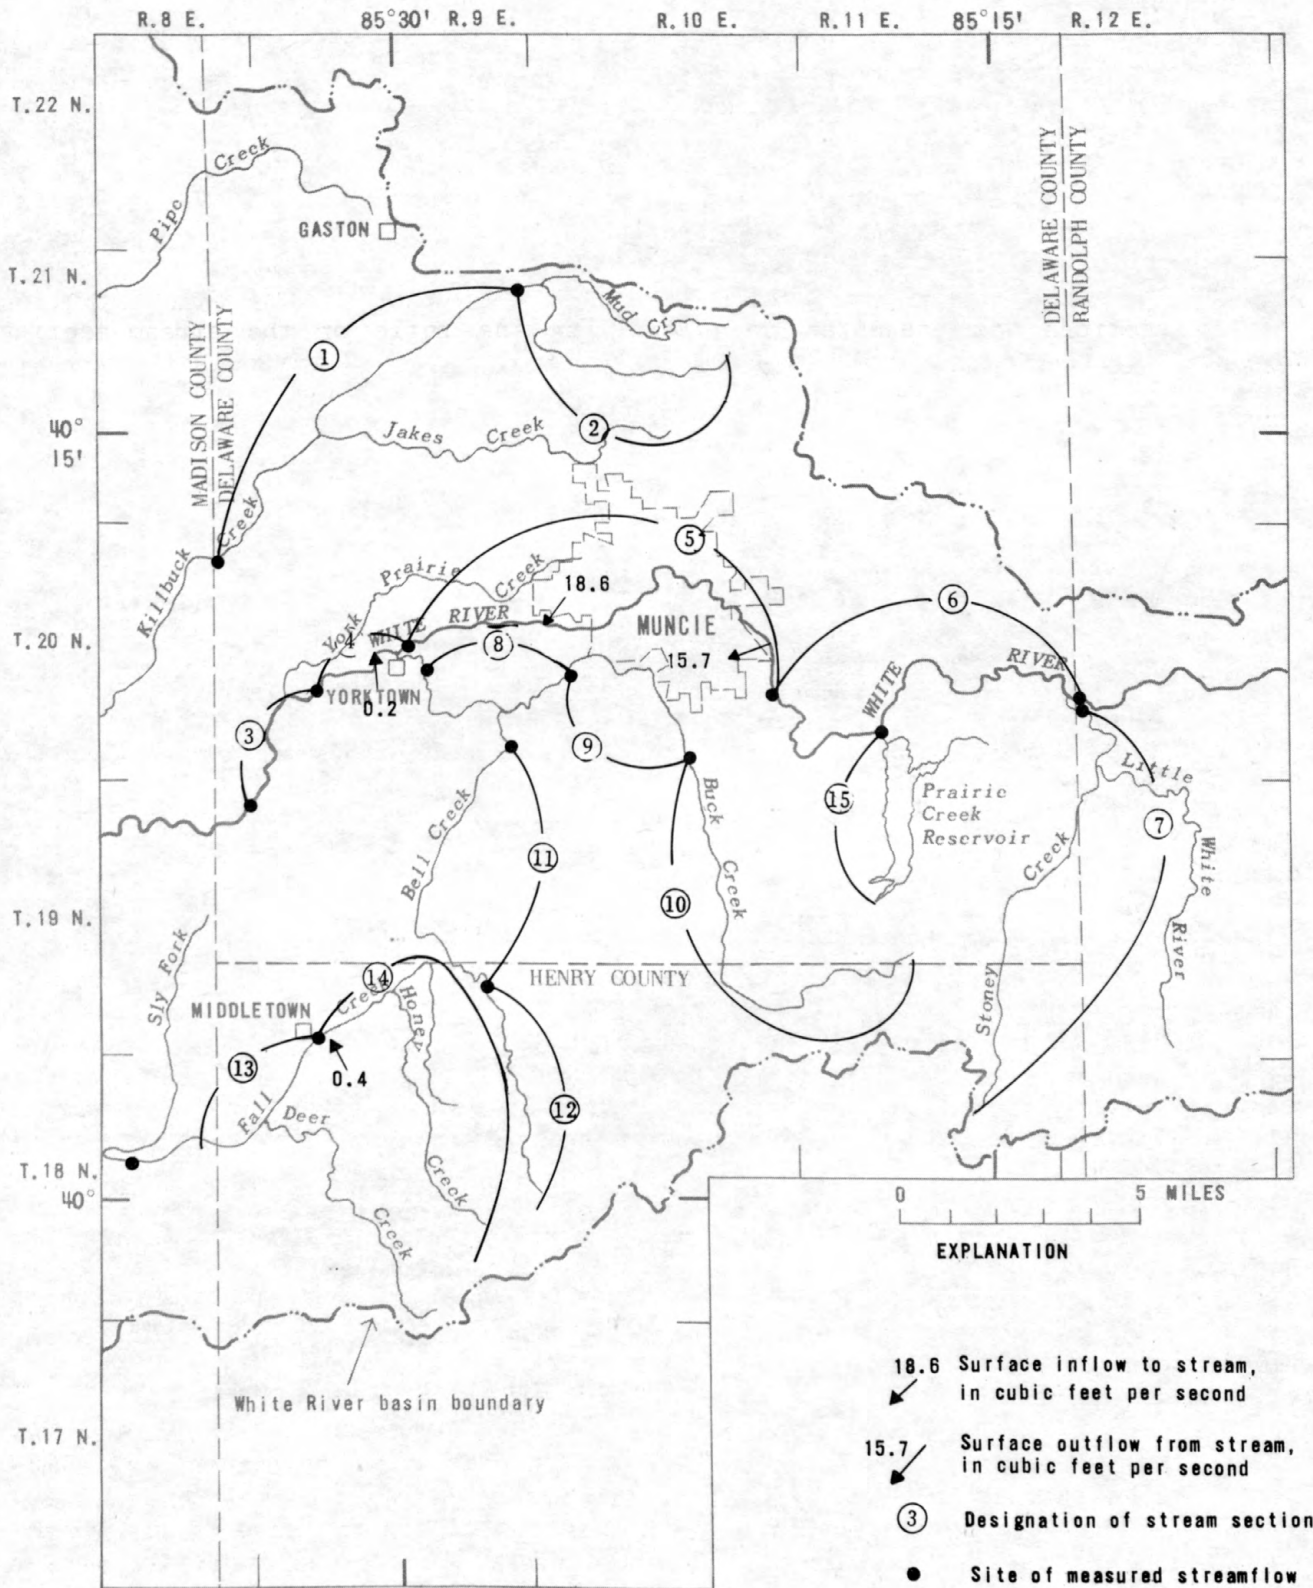 R.8 E.
85°30' R.9 E.
R.10 E.
R.11 E.
85°15'
R.12 E.
T.22 N.
Pipe
Creek
GASTON
DELAWARE COUNTY
RANDOLPH COUNTY
T.21 N.
Mud Cr
MADISON COUNTY
DELAWARE COUNTY
1
2
40°
15'
Jakes Creek
Killbuck
Creek
5
Prairie
Creek
18.6
6
T.20 N.
York
4
WHITE
RIVER
8
MUNCIE
15.7
WHITE
RIVER
YORKTOWN
0.2
3
9
Little
15
Prairie
Creek
Reservoir
Buck
Creek
7
White
River
Bell Creek
11
10
Creek
Stoney
T.19 N.
Sly Fork
14
HENRY COUNTY
MIDDLETOWN
Creek
Honey
13
0.4
12
Fall
Deer
Creek
Creek
T.18 N.
40°
0 5 MILES
EXPLANATION
White River basin boundary
18.6 Surface inflow to stream,
in cubic feet per second
T.17 N.
15.7 Surface outflow from stream,
in cubic feet per second
3 Designation of stream section
Site of measured streamflow